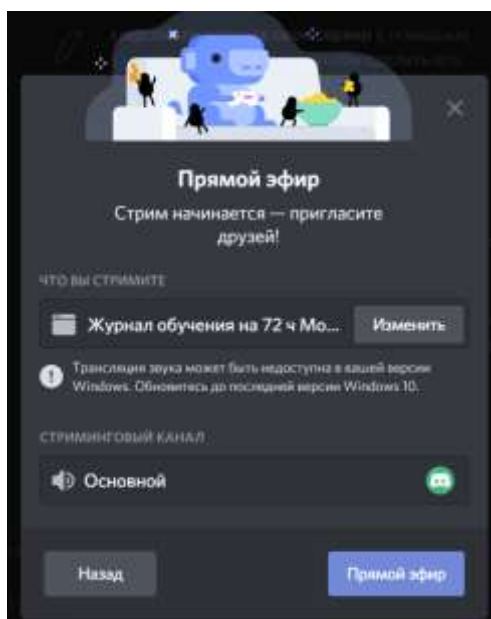 Прямой эфир
Стрим начинается — пригласите
друзей!
ЧТО ВЫ СТРИМИТЕ
Журнал обучения на 72 ч Мо...
Изменить
Трансляция звука может быть недоступна в вашей версии
Windows. Обновитесь до последней версии Windows 10.
СТРИМИНГОВЫЙ КАНАЛ
Основной
Назад
Прямой эфир